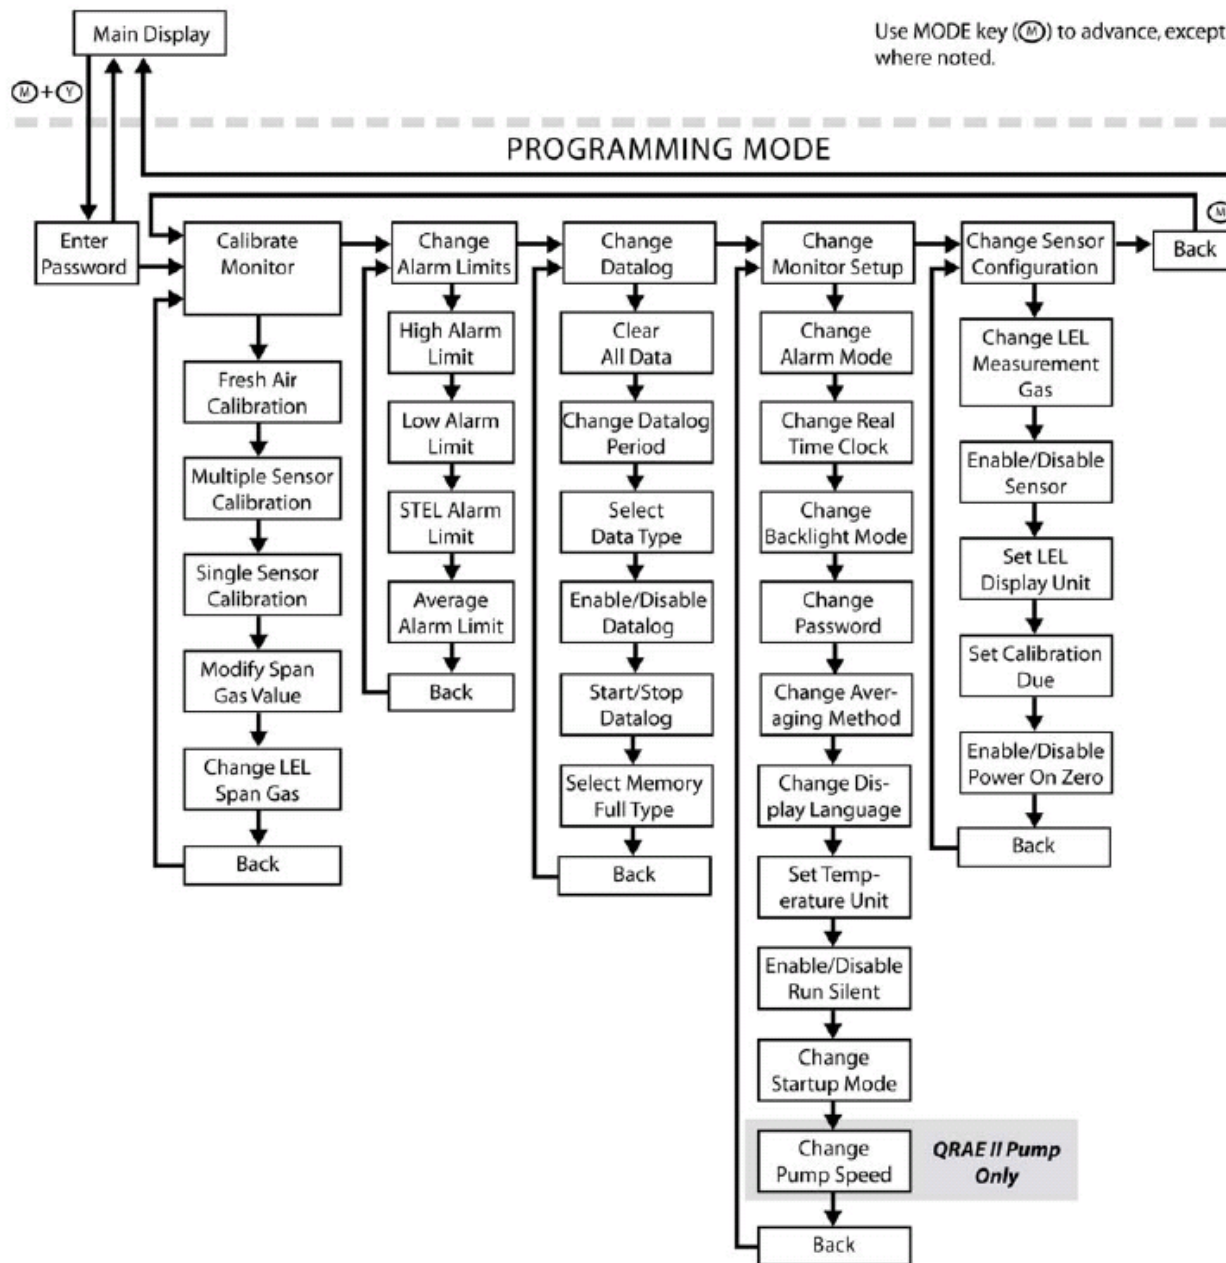 Main Display
Use MODE key (M) to advance, except
where noted.
M + Y
PROGRAMMING MODE
Enter
Password
Calibrate
Monitor
Change
Alarm Limits
Change
Datalog
Change
Monitor Setup
Change Sensor
Configuration
M
Back
Fresh Air
Calibration
Multiple Sensor
Calibration
Single Sensor
Calibration
Modify Span
Gas Value
Change LEL
Span Gas
Back
High Alarm
Limit
Low Alarm
Limit
STEL Alarm
Limit
Average
Alarm Limit
Back
Clear
All Data
Change Datalog
Period
Select
Data Type
Enable/Disable
Datalog
Start/Stop
Datalog
Select Memory
Full Type
Back
Change
Alarm Mode
Change Real
Time Clock
Change
Backlight Mode
Change
Password
Change Aver-
aging Method
Change Dis-
play Language
Set Temp-
erature Unit
Enable/Disable
Run Silent
Change
Startup Mode
Change
Pump Speed
QRAE II Pump
Only
Back
Change LEL
Measurement
Gas
Enable/Disable
Sensor
Set LEL
Display Unit
Set Calibration
Due
Enable/Disable
Power On Zero
Back